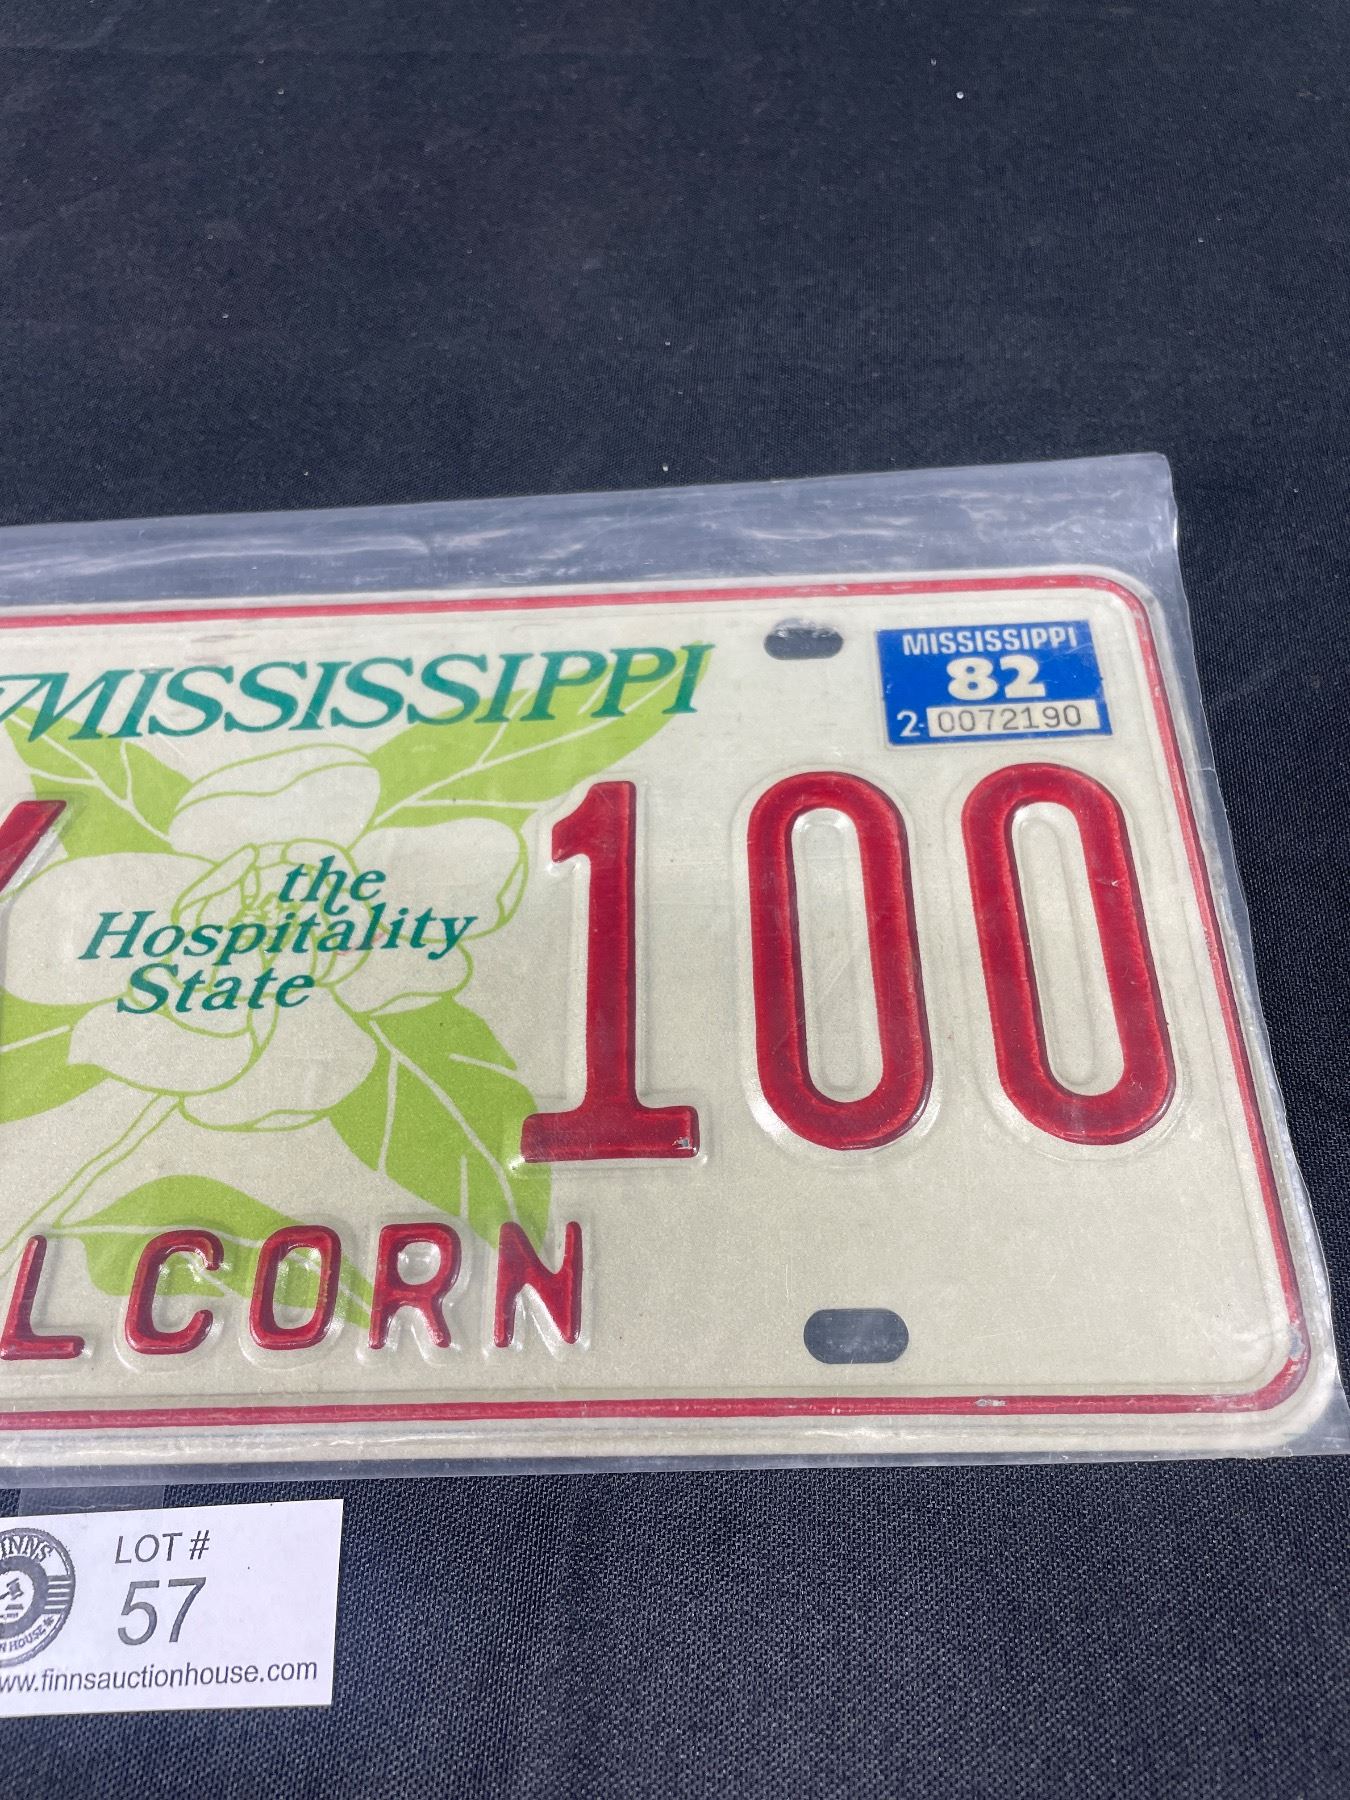 MISSISSIPPI
MISSISSIPPI
82
2-0072190
100
the
Hospitality
State
LCORN
LOT #
57
www.finnsauctionhouse.com